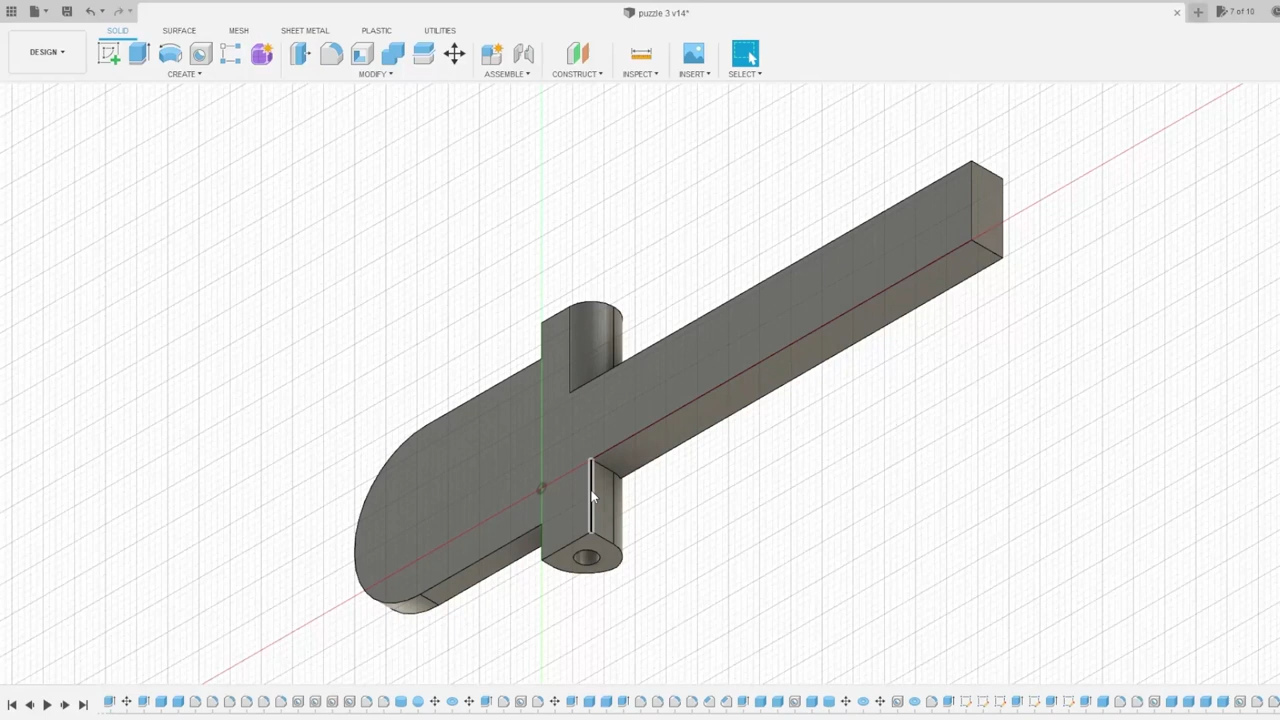 puzzle 3 v14*
7 of 10
SOLID SURFACE MESH SHEET METAL PLASTIC UTILITIES
DESIGN
CREATE MODIFY ASSEMBLE CONSTRUCT INSPECT INSERT SELECT